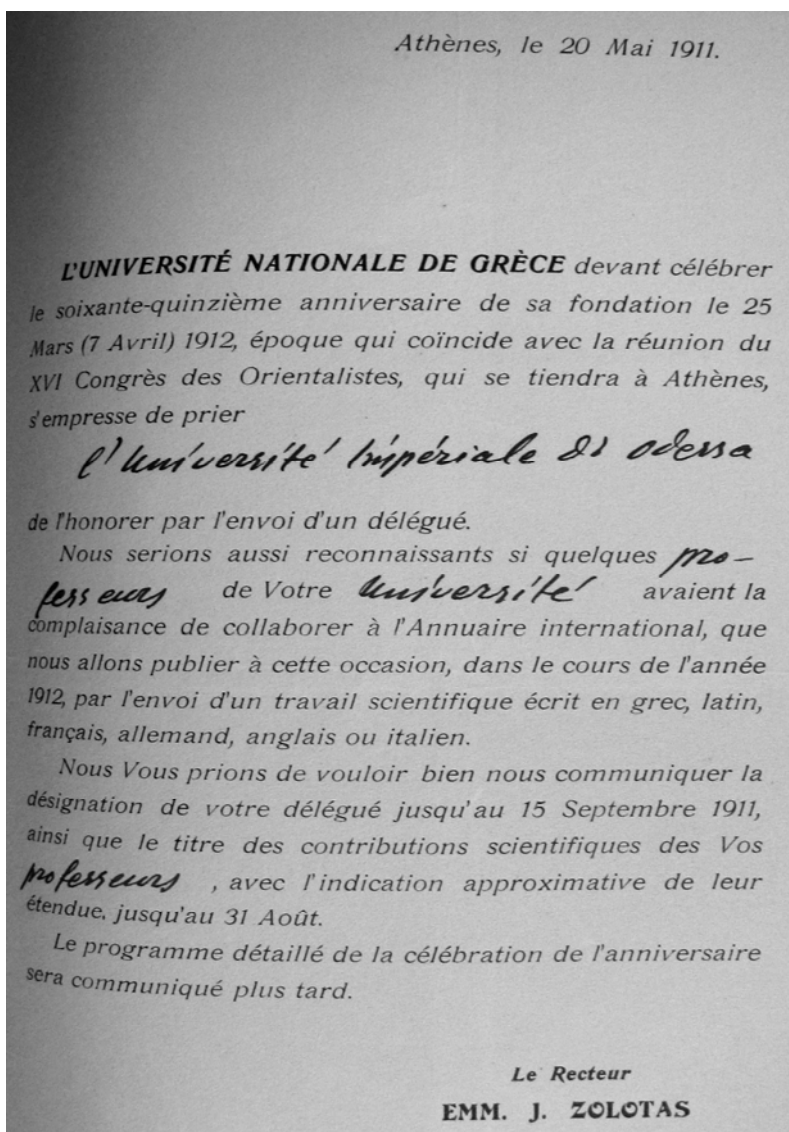 Athènes, le 20 Mai 1911.
L'UNIVERSITÉ NATIONALE DE GRÈCE devant célébrer
le soixante-quinzième anniversaire de sa fondation le 25
Mars (7 Avril) 1912, époque qui coïncide avec la réunion du
XVI Congrès des Orientalistes, qui se tiendra à Athènes,
s'empresse de prier
l'Université Impériale di Odessa
de l'honorer par l'envoi d'un délégué.
Nous serions aussi reconnaissants si quelques pro-
fesseurs de Votre Université avaient la
complaisance de collaborer à l'Annuaire international, que
nous allons publier à cette occasion, dans le cours de l'année
1912, par l'envoi d'un travail scientifique écrit en grec, latin,
français, allemand, anglais ou italien.
Nous Vous prions de vouloir bien nous communiquer la
désignation de votre délégué jusqu'au 15 Septembre 1911,
ainsi que le titre des contributions scientifiques des Vos
professeurs , avec l'indication approximative de leur
étendue, jusqu'au 31 Août.
Le programme détaillé de la célébration de l'anniversaire
sera communiqué plus tard.
Le Recteur
EMM. J. ZOLOTAS